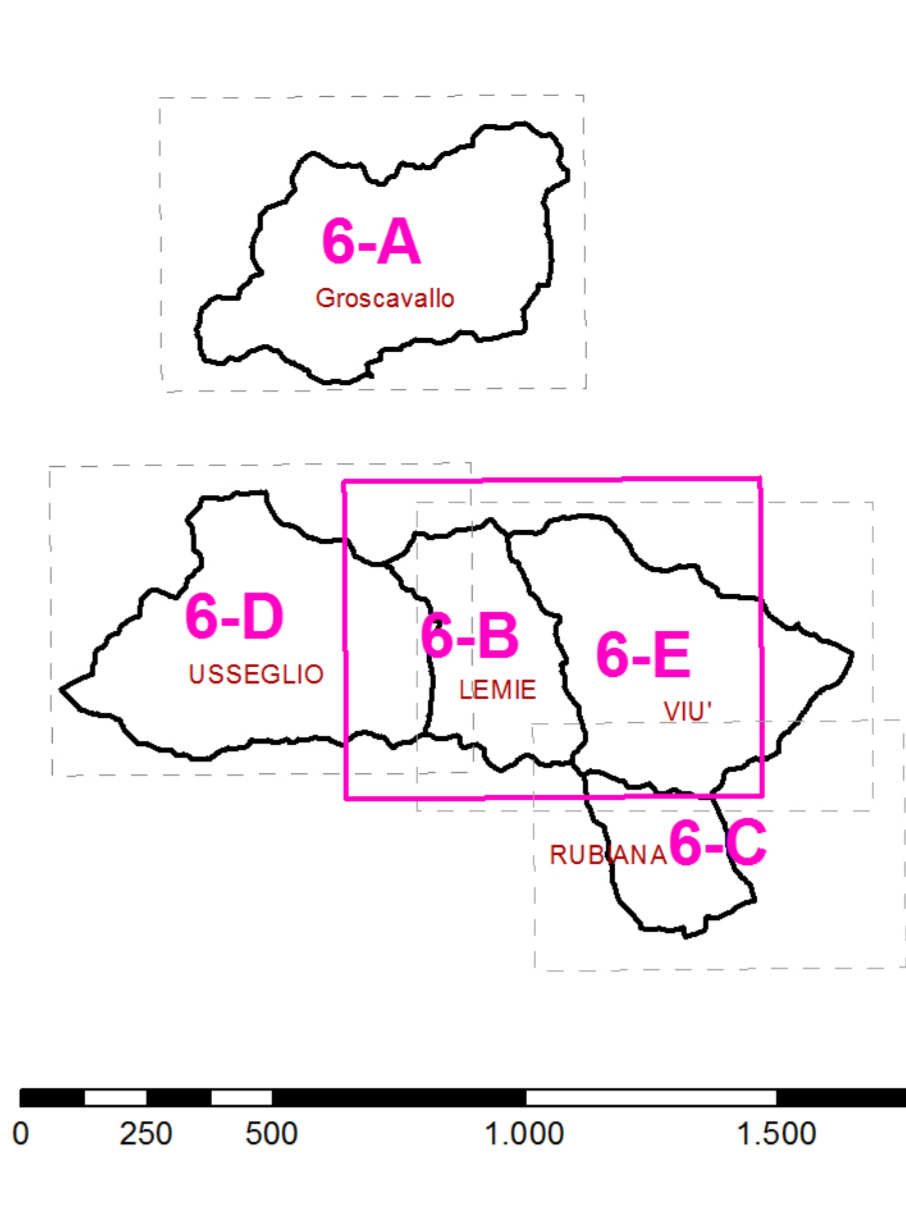 6-A
Groscavallo
6-D
USSEGLIO
6-B
LEMIE
6-E
VIU'
RUBIANA
6-C
0 250 500 1.000 1.500